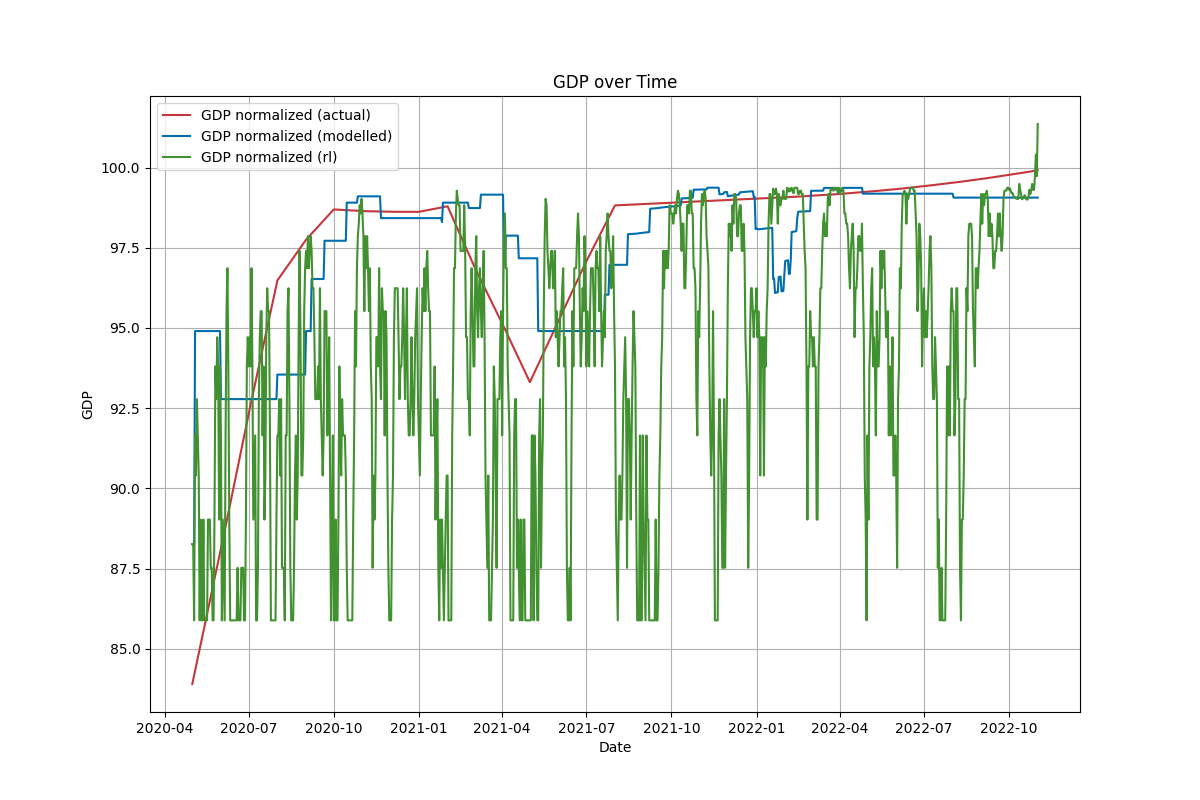 GDP over Time
GDP normalized (actual)
GDP normalized (modelled)
GDP normalized (rl)
100.0
97.5
95.0
92.5
90.0
87.5
85.0
GDP
2020-04 2020-07 2020-10 2021-01 2021-04 2021-07 2021-10 2022-01 2022-04 2022-07 2022-10
Date